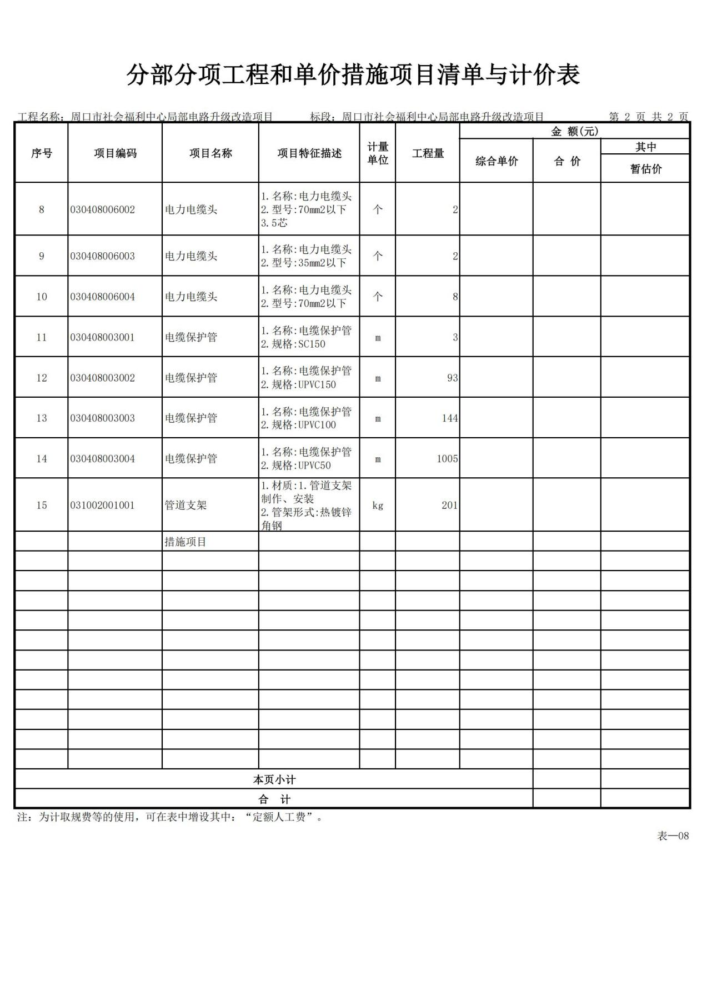 分部分项工程和单价措施项目清单与计价表
工程名称：周口市社会福利中心局部电路升级改造项目 标段：周口市社会福利中心局部电路升级改造项目 第 2 页 共 2 页
序号 项目编码 项目名称 项目特征描述 计量单位 工程量 金 额(元)
综合单价 合 价 其中
暂估价
8 030408006002 电力电缆头 1.名称:电力电缆头
2.型号:70mm2以下
3.5芯 个 2
9 030408006003 电力电缆头 1.名称:电力电缆头
2.型号:35mm2以下 个 2
10 030408006004 电力电缆头 1.名称:电力电缆头
2.型号:70mm2以下 个 8
11 030408003001 电缆保护管 1.名称:电缆保护管
2.规格:SC150 m 3
12 030408003002 电缆保护管 1.名称:电缆保护管
2.规格:UPVC150 m 93
13 030408003003 电缆保护管 1.名称:电缆保护管
2.规格:UPVC100 m 144
14 030408003004 电缆保护管 1.名称:电缆保护管
2.规格:UPVC50 m 1005
15 031002001001 管道支架 1.材质:1.管道支架
制作、安装
2.管架形式:热镀锌
角钢 kg 201
措施项目
本页小计
合 计
注：为计取规费等的使用，可在表中增设其中：“定额人工费”。
表—08